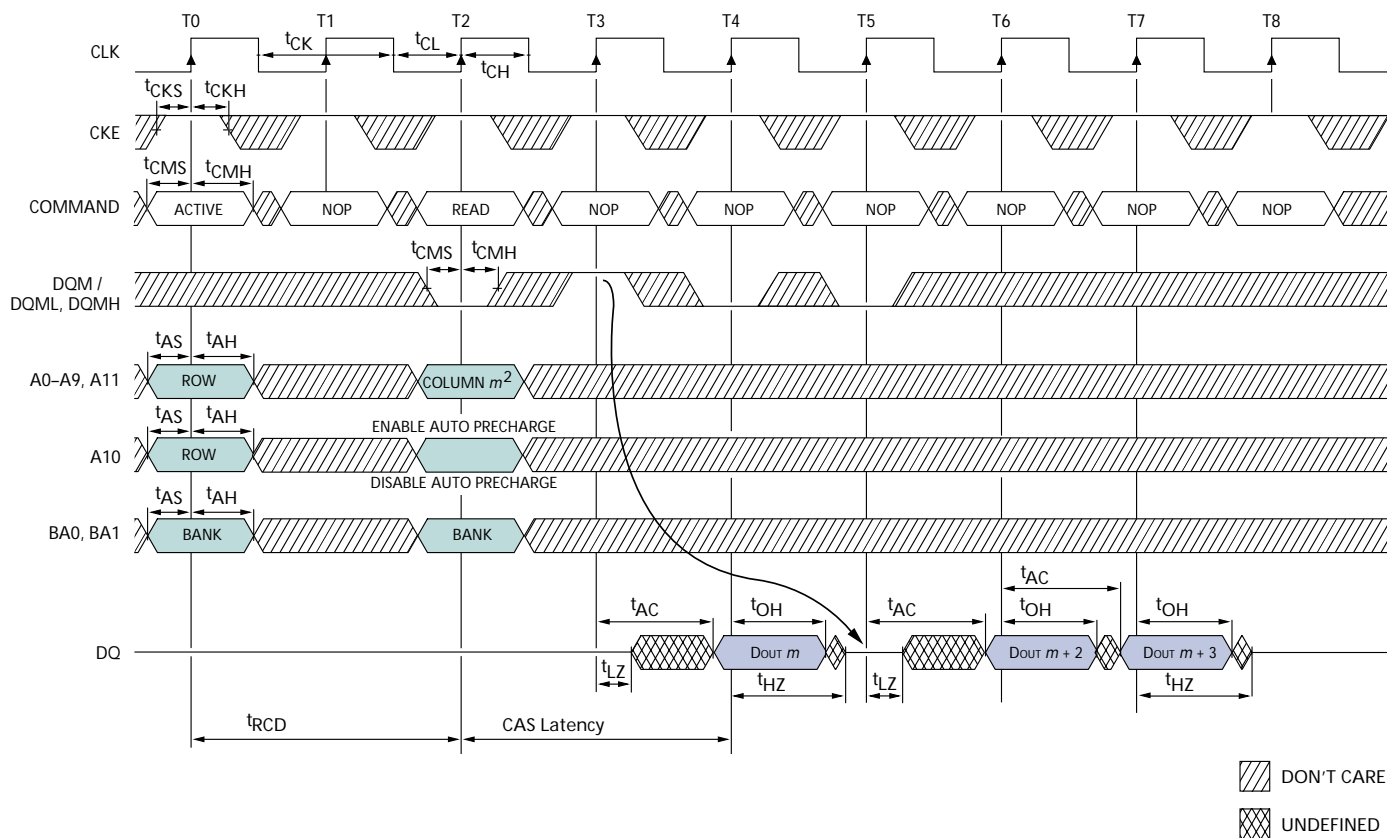 T0 T1 T2 T3 T4 T5 T6 T7 T8
CLK
tCK tCL
tCH
tCKS tCKH
CKE
tCMS tCMH
COMMAND ACTIVE NOP READ NOP NOP NOP NOP NOP NOP
tCMS tCMH
DQM /
DQML, DQMH
tAS tAH
A0–A9, A11 ROW COLUMN m2
tAS tAH ENABLE AUTO PRECHARGE
A10 ROW
DISABLE AUTO PRECHARGE
tAS tAH
BA0, BA1 BANK BANK
tAC
tAC tOH tAC tOH tOH
DQ DOUT m DOUT m + 2 DOUT m + 3
tLZ tHZ tLZ tHZ
tRCD CAS Latency
DON'T CARE
UNDEFINED